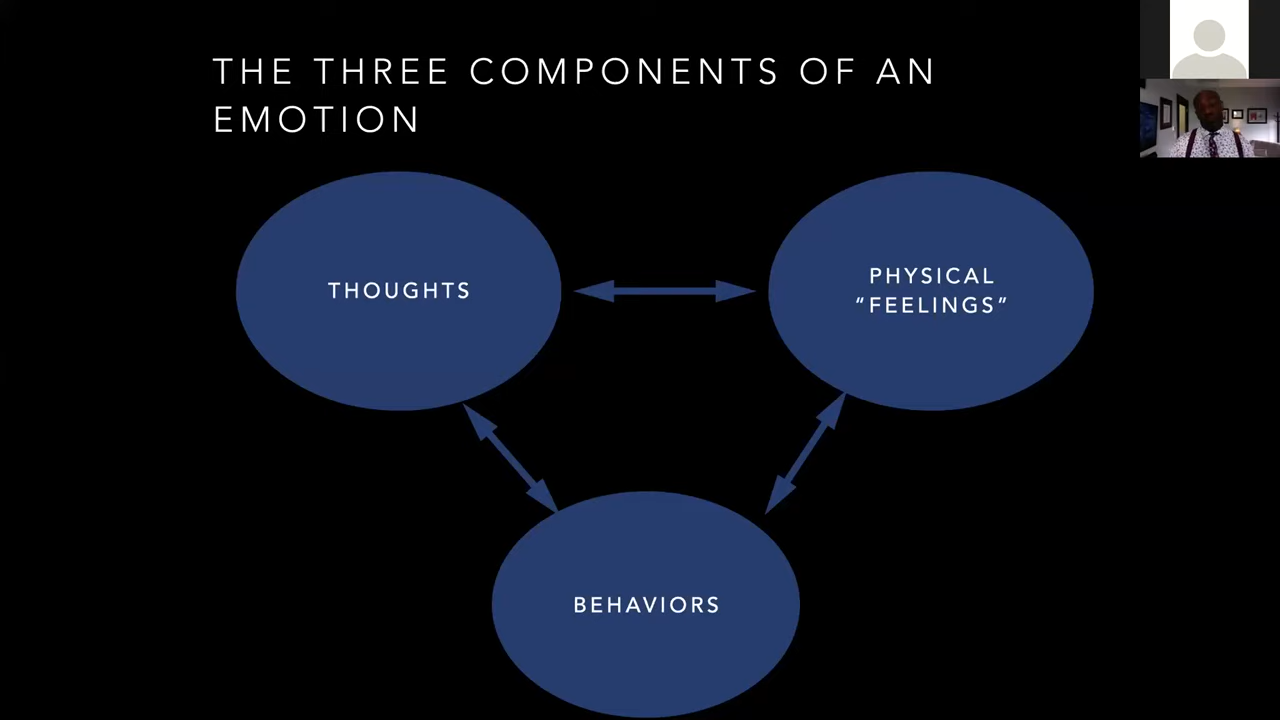 THE THREE COMPONENTS OF AN
EMOTION
THOUGHTS
PHYSICAL
“FEELINGS”
BEHAVIORS